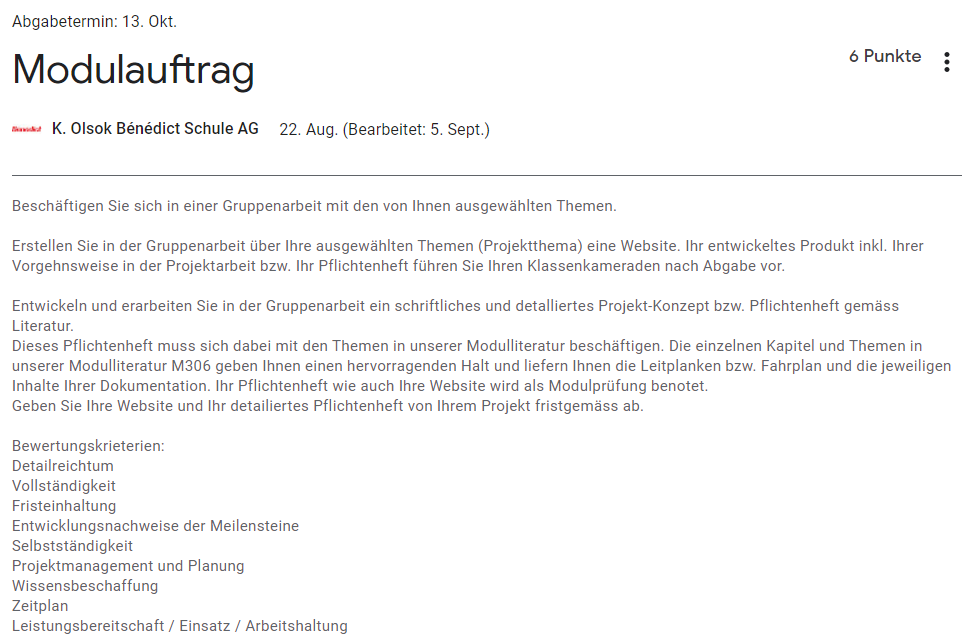 Abgabetermin: 13. Okt.
Modulauftrag
6 Punkte
K. Olsok Bénédict Schule AG 22. Aug. (Bearbeitet: 5. Sept.)
Beschäftigen Sie sich in einer Gruppenarbeit mit den von Ihnen ausgewählten Themen.
Erstellen Sie in der Gruppenarbeit über Ihre ausgewählten Themen (Projektthema) eine Website. Ihr entwickeltes Produkt inkl. Ihrer
Vorgehnsweise in der Projektarbeit bzw. Ihr Pflichtenheft führen Sie Ihren Klassenkameraden nach Abgabe vor.
Entwickeln und erarbeiten Sie in der Gruppenarbeit ein schriftliches und detalliertes Projekt-Konzept bzw. Pflichtenheft gemäss
Literatur.
Dieses Pflichtenheft muss sich dabei mit den Themen in unserer Modulliteratur beschäftigen. Die einzelnen Kapitel und Themen in
unserer Modulliteratur M306 geben Ihnen einen hervorragenden Halt und liefern Ihnen die Leitplanken bzw. Fahrplan und die jeweiligen
Inhalte Ihrer Dokumentation. Ihr Pflichtenheft wie auch Ihre Website wird als Modulprüfung benotet.
Geben Sie Ihre Website und Ihr detailiertes Pflichtenheft von Ihrem Projekt fristgemäss ab.
Bewertungskrieterien:
Detailreichtum
Vollständigkeit
Fristeinhaltung
Entwicklungsnachweise der Meilensteine
Selbstständigkeit
Projektmanagement und Planung
Wissensbeschaffung
Zeitplan
Leistungsbereitschaft / Einsatz / Arbeitshaltung